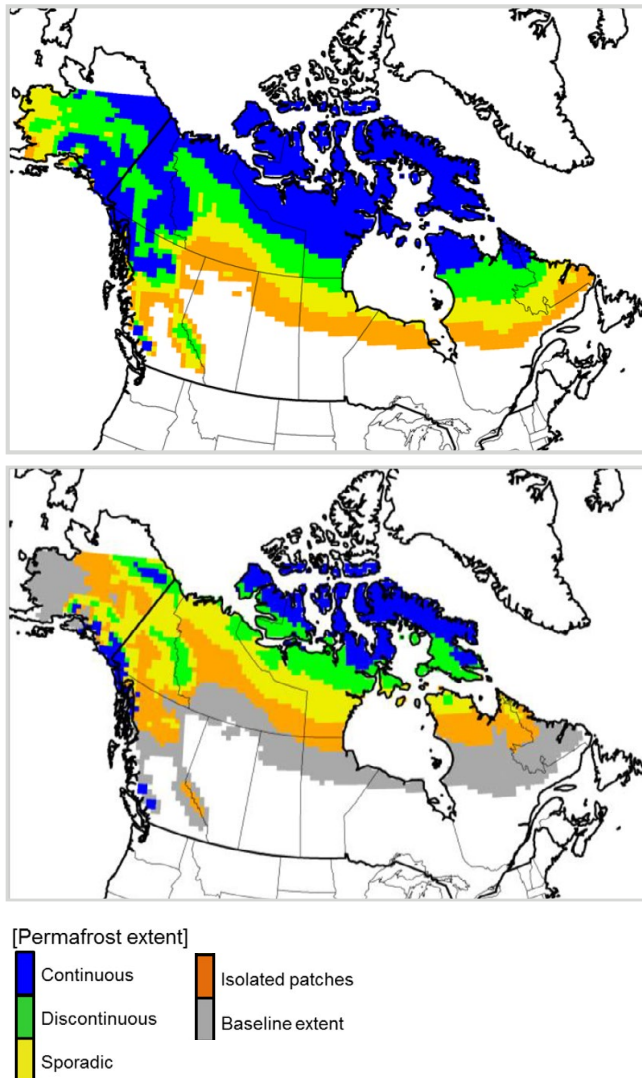 [Permafrost extent]
Continuous
Discontinuous
Sporadic
Isolated patches
Baseline extent